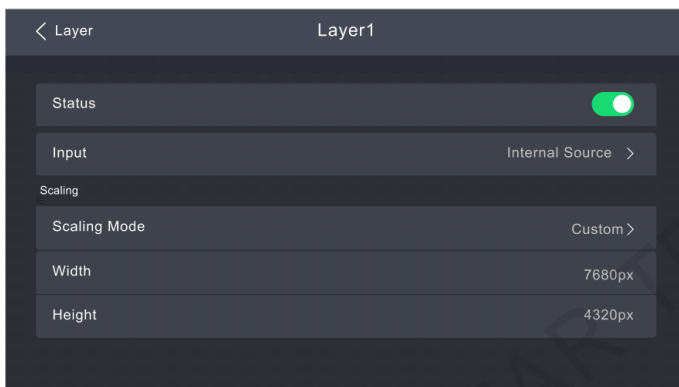 Layer
Layer1
Status
Input Internal Source
Scaling
Scaling Mode Custom
Width 7680px
Height 4320px